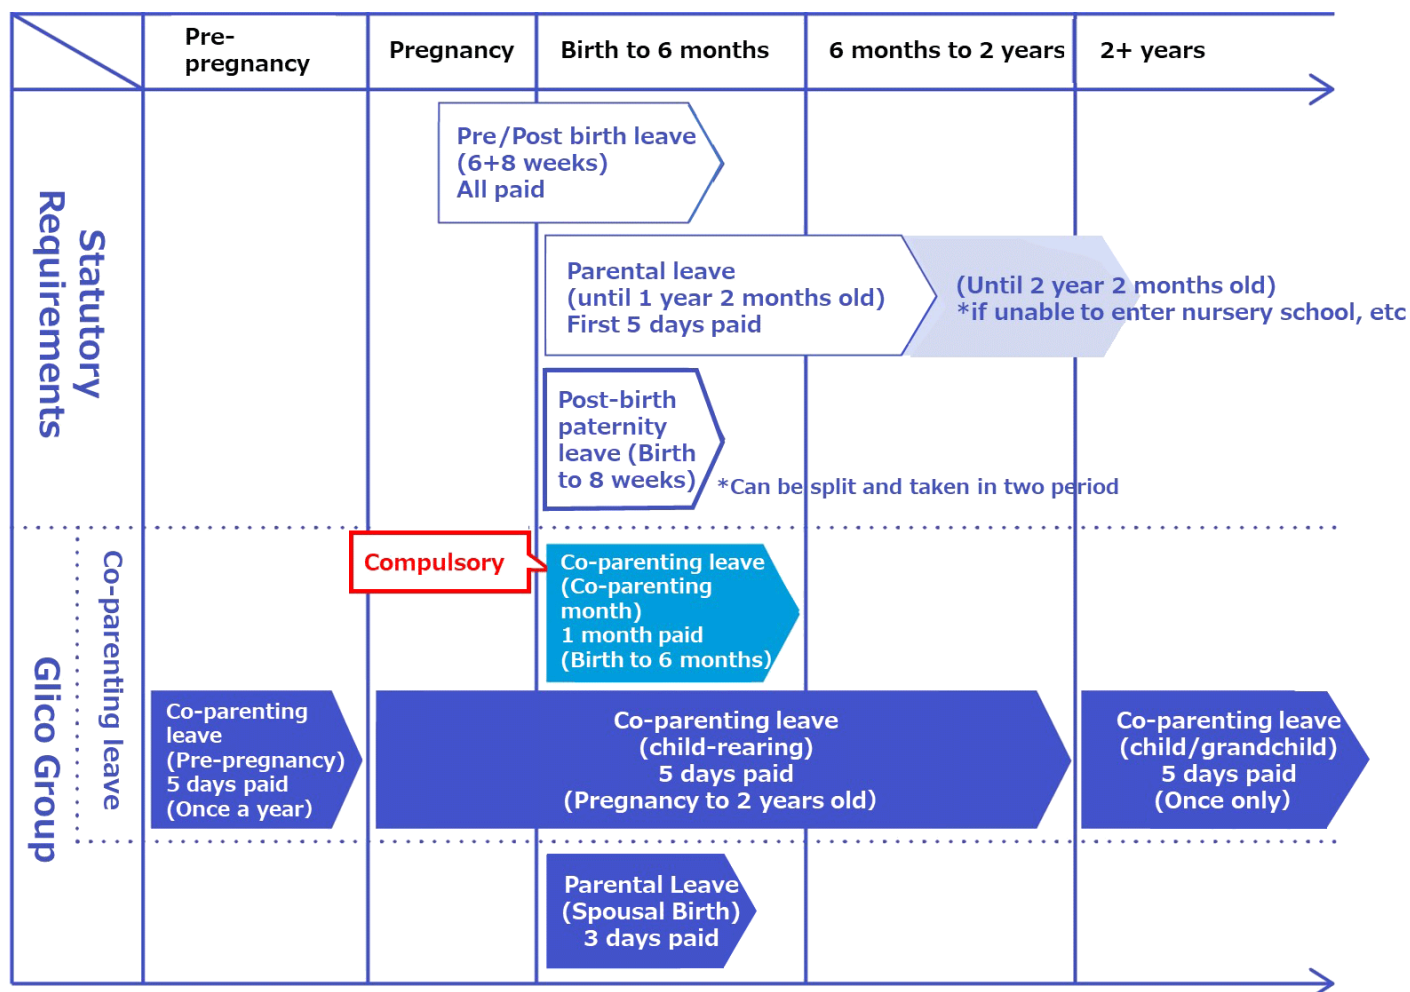 Pre-
pregnancy
Pregnancy
Birth to 6 months
6 months to 2 years
2+ years
Statutory
Requirements
Pre/Post birth leave
(6+8 weeks)
All paid
Parental leave
(until 1 year 2 months old)
First 5 days paid
(Until 2 year 2 months old)
*if unable to enter nursery school, etc
Post-birth
paternity
leave (Birth
to 8 weeks)
*Can be split and taken in two period
Glico Group
Co-parenting leave
Compulsory
Co-parenting leave
(Co-parenting
month)
1 month paid
(Birth to 6 months)
Co-parenting
leave
(Pre-pregnancy)
5 days paid
(Once a year)
Co-parenting leave
(child-rearing)
5 days paid
(Pregnancy to 2 years old)
Co-parenting leave
(child/grandchild)
5 days paid
(Once only)
Parental Leave
(Spousal Birth)
3 days paid